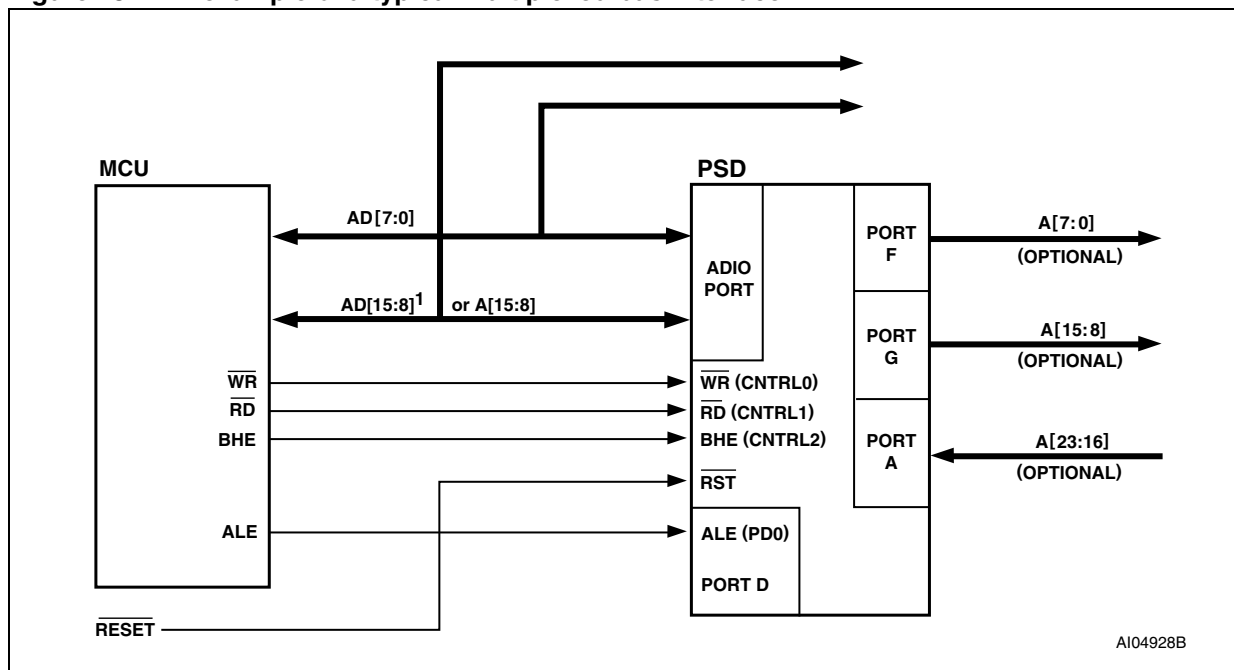 MCU
PSD
AD[7:0]
AD[15:8]1 or A[15:8]
ADIO
PORT
PORT
F
A[7:0]
(OPTIONAL)
PORT
G
A[15:8]
(OPTIONAL)
PORT
A
A[23:16]
(OPTIONAL)
WR
WR (CNTRL0)
RD
RD (CNTRL1)
BHE
BHE (CNTRL2)
RST
ALE
ALE (PD0)
PORT D
RESET
AI04928B